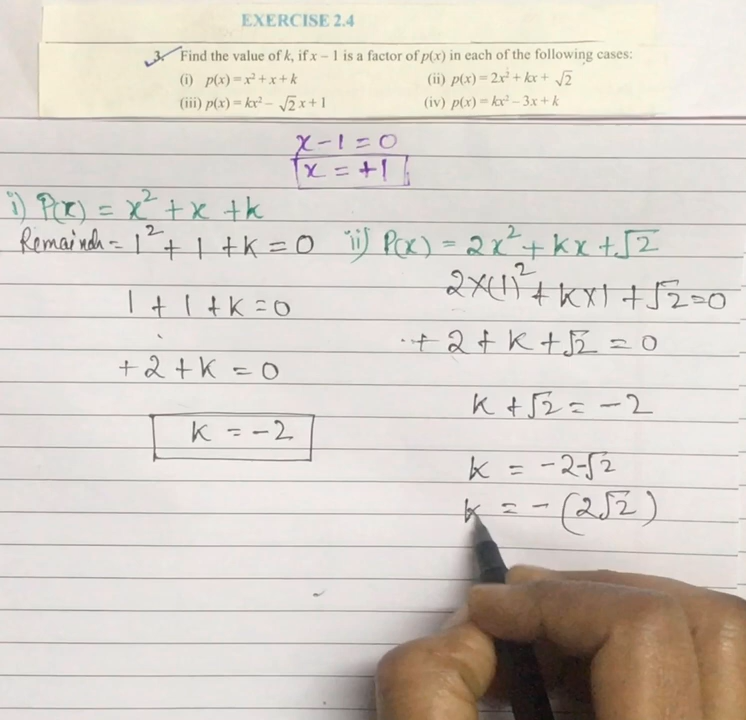 EXERCISE 2.4
3. Find the value of k, if x – 1 is a factor of p(x) in each of the following cases:
(i) p(x) = x² + x + k
(ii) p(x) = 2x² + kx + √2
(iii) p(x) = kx² – √2 x + 1
(iv) p(x) = kx² – 3x + k
x - 1 = 0
x = +1
i) P(x) = x² + x + k
Remainder = 1² + 1 + k = 0
1 + 1 + k = 0
+ 2 + k = 0
k = -2
ii) P(x) = 2x² + kx + √2
2×(1)² + k×1 + √2 = 0
+ 2 + k + √2 = 0
k + √2 = -2
k = -2-√2
k = - (2√2)